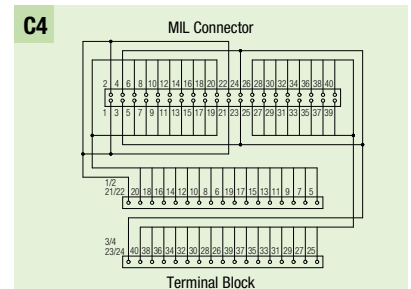 C4
MIL Connector
2 4 6 8 10 12 14 16 18 20 22 24 26 28 30 32 34 36 38 40
1 3 5 7 9 11 13 15 17 19 21 23 25 27 29 31 33 35 37 39
1/2
21/22 20 18 16 14 12 10 8 6 19 17 15 13 11 9 7 5
3/4
23/24 40 38 36 34 32 30 28 26 39 37 35 33 31 29 27 25
Terminal Block